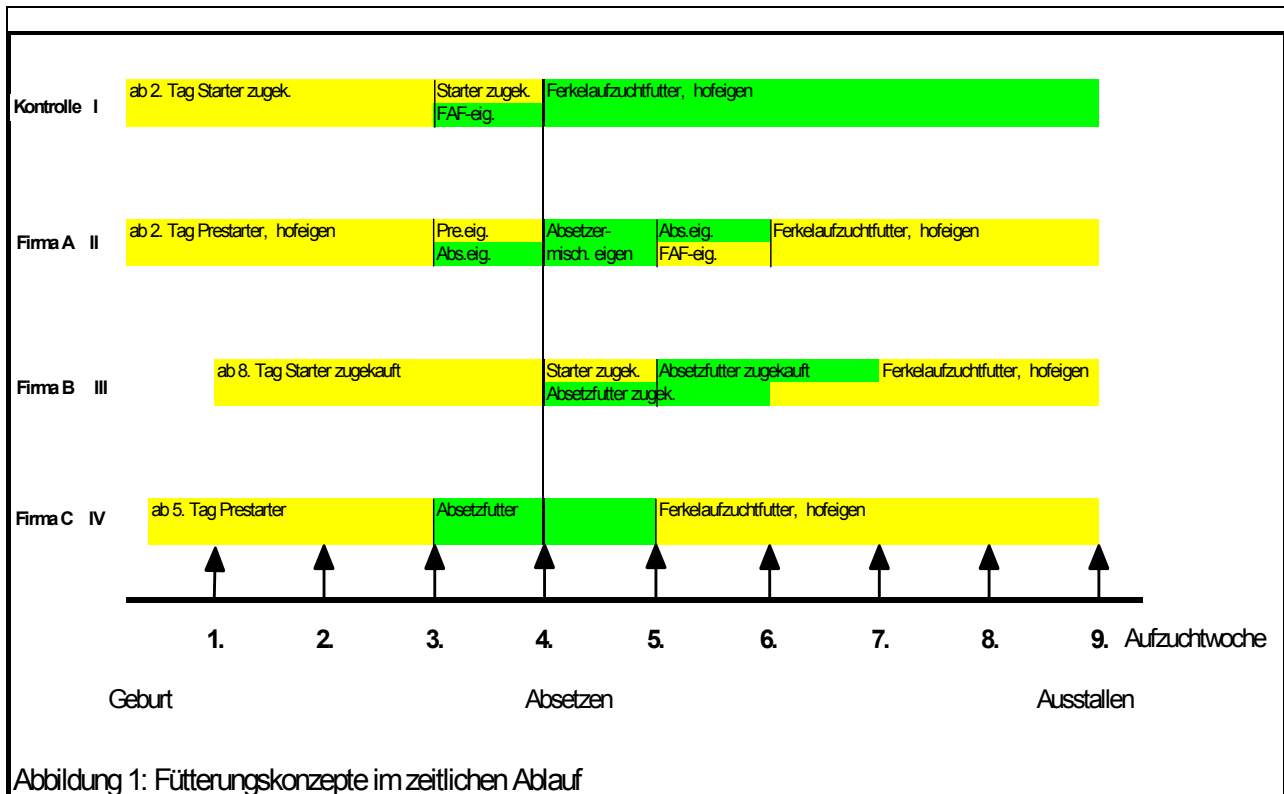 Kontrolle I
ab 2. Tag Starter zugek.
Starter zugek.
FAF-eig.
Ferkelaufzuchtfutter, hofeigen
Firma A II
ab 2. Tag Prestarter, hofeigen
Pre.eig.
Abs.eig.
Absetzer-
misch. eigen
Abs.eig.
FAF-eig.
Ferkelaufzuchtfutter, hofeigen
Firma B III
ab 8. Tag Starter zugekauft
Starter zugek.
Absetzfutter zugek.
Absetzfutter zugekauft
Ferkelaufzuchtfutter, hofeigen
Firma C IV
ab 5. Tag Prestarter
Absetzfutter
Ferkelaufzuchtfutter, hofeigen
1. 2. 3. 4. 5. 6. 7. 8. 9. Aufzuchtwoche
Geburt Absetzen Ausstallen
Abbildung 1: Fütterungskonzepte im zeitlichen Ablauf